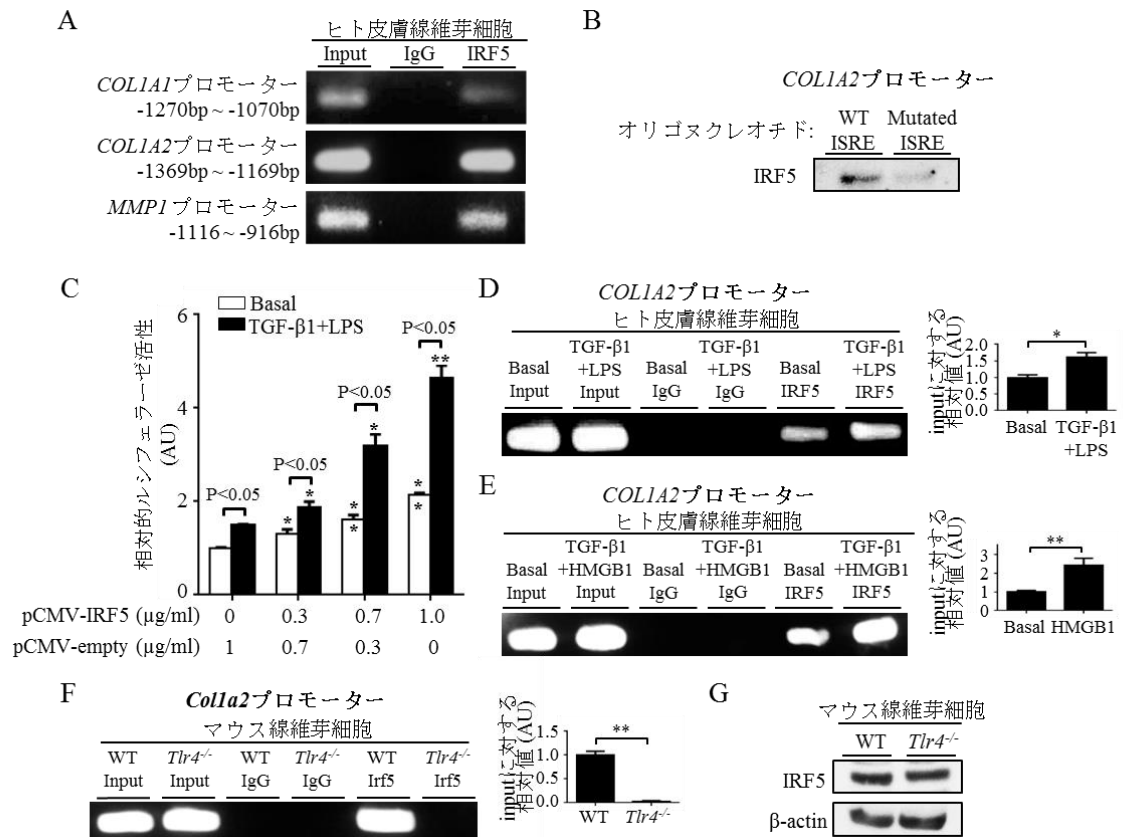 A
ヒト皮膚線維芽細胞
Input IgG IRF5
COL1A1プロモーター
-1270bp ~ -1070bp
COL1A2プロモーター
-1369bp ~ -1169bp
MMP1プロモーター
-1116 ~ -916bp
B
COL1A2プロモーター
オリゴヌクレオチド:
WT Mutated
ISRE ISRE
IRF5
C
Basal
TGF-β1+LPS
相対的ルシフェラーゼ活性
(AU)
6
4
2
0
P<0.05
P<0.05
P<0.05
P<0.05
*
*
*
*
*
*
*
**
pCMV-IRF5 (μg/ml) 0 0.3 0.7 1.0
pCMV-empty (μg/ml) 1 0.7 0.3 0
D
COL1A2プロモーター
ヒト皮膚線維芽細胞
TGF-β1 TGF-β1 TGF-β1
Basal +LPS Basal +LPS Basal +LPS
Input Input IgG IgG IRF5 IRF5
inputに対する
相対値 (AU)
2.0
1.5
1.0
0.5
0.0
*
Basal TGF-β1
+LPS
E
COL1A2プロモーター
ヒト皮膚線維芽細胞
TGF-β1 TGF-β1 TGF-β1
Basal +HMGB1 Basal +HMGB1 Basal +HMGB1
Input Input IgG IgG IRF5 IRF5
inputに対する
相対値 (AU)
3
2
1
0
**
Basal HMGB1
F
Col1a2プロモーター
マウス線維芽細胞
WT Tlr4-/- WT Tlr4-/- WT Tlr4-/-
Input Input IgG IgG Irf5 Irf5
inputに対する
相対値 (AU)
1.5
1.0
0.5
0.0
**
WT Tlr4-/-
G
マウス線維芽細胞
WT Tlr4-/-
IRF5
β-actin